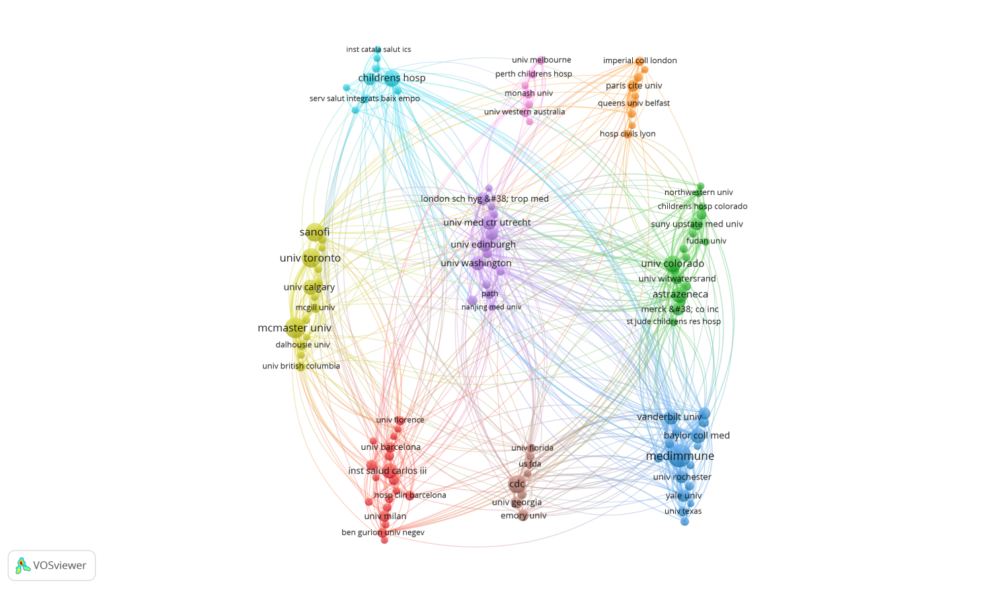 inst catala salut ics
childrens hosp
serv salut integrats baix empo
univ melbourne
perth childrens hosp
monash univ
univ western australia
imperial coll london
paris cite univ
queens univ belfast
hosp civils lyon
london sch hyg &#38; trop med
univ med ctr utrecht
univ edinburgh
univ washington
path
nanjing med univ
northwestern univ
childrens hosp colorado
suny upstate med univ
fudan univ
univ colorado
univ witwatersrand
astrazeneca
merck &#38; co inc
st jude childrens res hosp
sanofi
univ toronto
univ calgary
mcgill univ
mcmaster univ
dalhousie univ
univ british columbia
univ florence
univ barcelona
inst salud carlos iii
hosp clin barcelona
univ milan
ben gurion univ negev
univ florida
us fda
cdc
univ georgia
emory univ
vanderbilt univ
baylor coll med
medimmune
univ rochester
yale univ
univ texas
VOSviewer